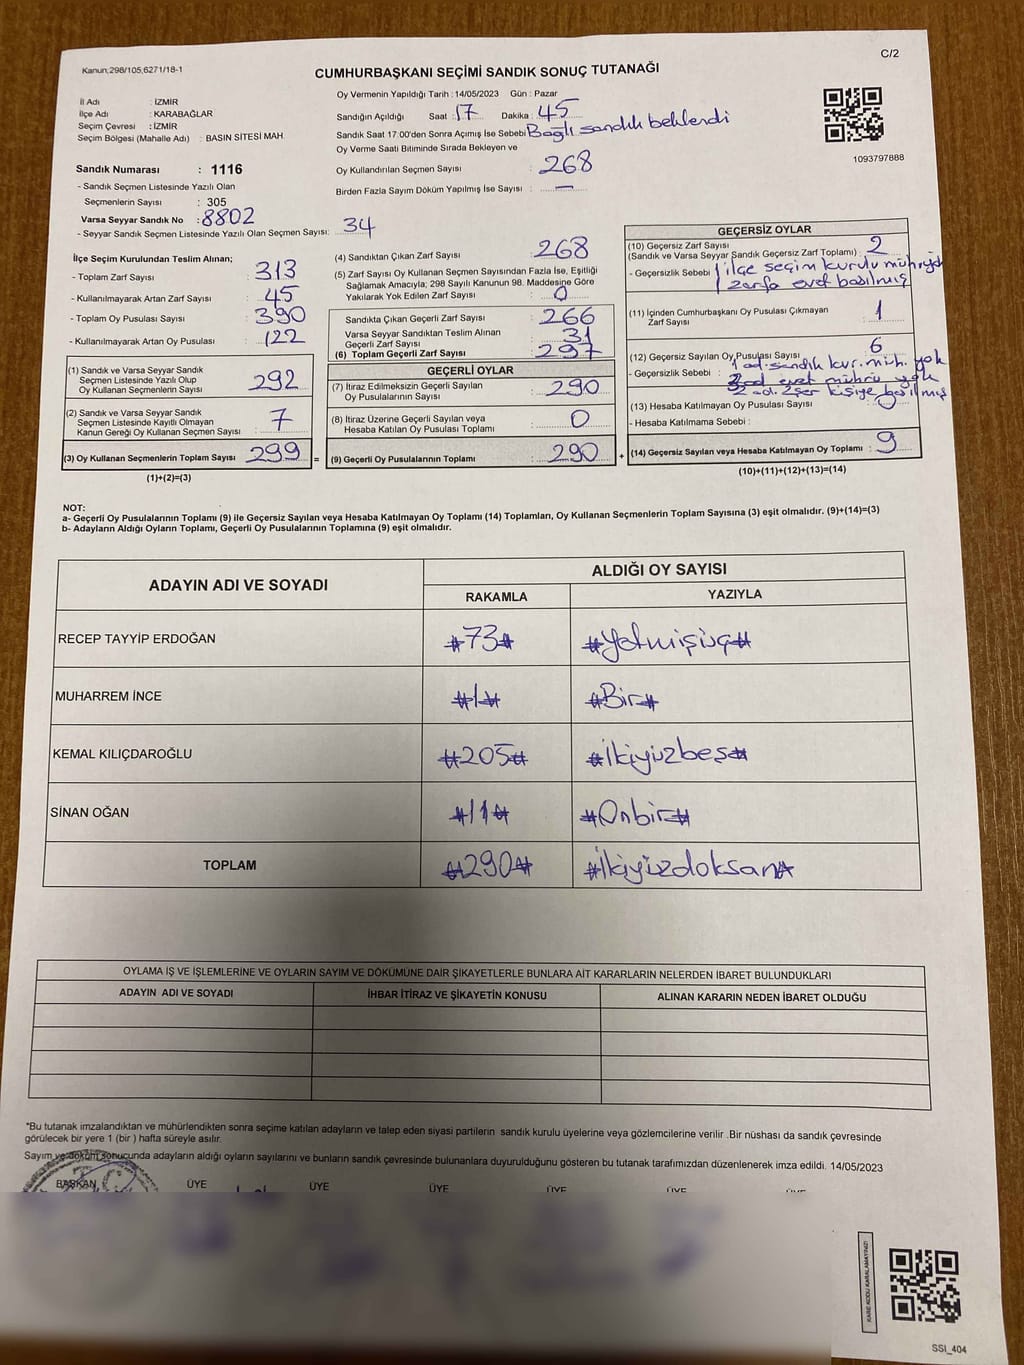 Kanun;298/105,6271/18-1
C/2
CUMHURBAŞKANI SEÇİMİ SANDIK SONUÇ TUTANAĞI
İl Adı : İZMİR
İlçe Adı : KARABAĞLAR
Seçim Çevresi : İZMİR
Seçim Bölgesi (Mahalle Adı) : BASIN SİTESİ MAH.
Sandık Numarası : 1116
- Sandık Seçmen Listesinde Yazılı Olan
Seçmenlerin Sayısı : 305
Varsa Seyyar Sandık No : 8802
- Seyyar Sandık Seçmen Listesinde Yazılı Olan Seçmen Sayısı: 34
Oy Vermenin Yapıldığı Tarih : 14/05/2023 Gün : Pazar
Sandığın Açıldığı Saat : 17 Dakika : 45
Sandık Saat 17:00'den Sonra Açımış İse Sebebi Bağlı sandık beklendi
Oy Verme Saati Bitiminde Sırada Bekleyen ve
Oy Kullandırılan Seçmen Sayısı : 268
Birden Fazla Sayım Döküm Yapılmış İse Sayısı : —
1093797888
İlçe Seçim Kurulundan Teslim Alınan;
- Toplam Zarf Sayısı : 313
- Kullanılmayarak Artan Zarf Sayısı : 45
- Toplam Oy Pusulası Sayısı : 390
- Kullanılmayarak Artan Oy Pusulası : 122
(1) Sandık ve Varsa Seyyar Sandık
Seçmen Listesinde Yazılı Olup
Oy Kullanan Seçmenlerin Sayısı : 292
(2) Sandık ve Varsa Seyyar Sandık
Seçmen Listesinde Kayıtlı Olmayan
Kanun Gereği Oy Kullanan Seçmen Sayısı : 7
(3) Oy Kullanan Seçmenlerin Toplam Sayısı : 299 =
(1)+(2)=(3)
(4) Sandıktan Çıkan Zarf Sayısı : 268
(5) Zarf Sayısı Oy Kullanan Seçmen Sayısından Fazla İse, Eşitliği
Sağlamak Amacıyla; 298 Sayılı Kanunun 98. Maddesine Göre
Yakılarak Yok Edilen Zarf Sayısı : 0
Sandıkta Çıkan Geçerli Zarf Sayısı : 266
Varsa Seyyar Sandıktan Teslim Alınan
Geçerli Zarf Sayısı : 31
(6) Toplam Geçerli Zarf Sayısı : 297
GEÇERLİ OYLAR
(7) İtiraz Edilmeksizin Geçerli Sayılan
Oy Pusulasının Sayısı : 290
(8) İtiraz Üzerine Geçerli Sayılan veya
Hesaba Katılan Oy Pusulası Toplamı : 0
(9) Geçerli Oy Pusulalarının Toplamı : 290 +
GEÇERSİZ OYLAR
(10) Geçersiz Zarf Sayısı
(Sandık ve Varsa Seyyar Sandık Geçersiz Zarf Toplamı) : 2
- Geçersizlik Sebebi : 1 ilçe seçim kurulu mührü yok
1 zarfa evet basılmış
(11) İçinden Cumhurbaşkanı Oy Pusulası Çıkmayan
Zarf Sayısı : 1
(12) Geçersiz Sayılan Oy Pusulası Sayısı : 6
- Geçersizlik Sebebi : 1 ad. sandık kur. müh. yok
ad evet mührü yok
2 ad. 2şer kişiye basılmış
(13) Hesaba Katılmayan Oy Pusulası Sayısı :
- Hesaba Katılmama Sebebi :
(14) Geçersiz Sayılan veya Hesaba Katılmayan Oy Toplamı : 9
(10)+(11)+(12)+(13)=(14)
NOT:
a- Geçerli Oy Pusulalarının Toplamı (9) ile Geçersiz Sayılan veya Hesaba Katılmayan Oy Toplamı (14) Toplamları, Oy Kullanan Seçmenlerin Toplam Sayısına (3) eşit olmalıdır. (9)+(14)=(3)
b- Adayların Aldığı Oyların Toplamı, Geçerli Oy Pusulalarının Toplamına (9) eşit olmalıdır.
ADAYIN ADI VE SOYADI
ALDIĞI OY SAYISI
RAKAMLA YAZIYLA
RECEP TAYYİP ERDOĞAN #73# #Yetmişüç#
MUHARREM İNCE #1# #Bir#
KEMAL KILIÇDAROĞLU #205# #İkiyüzbeş#
SİNAN OĞAN #11# #Onbir#
TOPLAM #290# #İkiyüzdoksan#
OYLAMA İŞ VE İŞLEMLERİNE VE OYLARIN SAYIM VE DÖKÜMÜNE DAİR ŞİKAYETLERLE BUNLARA AİT KARARLARIN NELERDEN İBARET BULUNDUKLARI
ADAYIN ADI VE SOYADI İHBAR İTİRAZ VE ŞİKAYETİN KONUSU ALINAN KARARIN NEDEN İBARET OLDUĞU
*Bu tutanak imzalandıktan ve mühürlendikten sonra seçime katılan adayların ve talep eden siyasi partilerin sandık kurulu üyelerine veya gözlemcilerine verilir .Bir nüshası da sandık çevresinde
görülecek bir yere 1 (bir ) hafta süreyle asılır.
Sayım ve döküm sonucunda adayların aldığı oyların sayılarını ve bunların sandık çevresinde bulunanlara duyurulduğunu gösteren bu tutanak tarafımızdan düzenlenerek imza edildi. 14/05/2023
BAŞKAN ÜYE ÜYE ÜYE ÜYE ÜYE ÜYE
KARE KODU KARALAMAYINIZ!
SSI_404